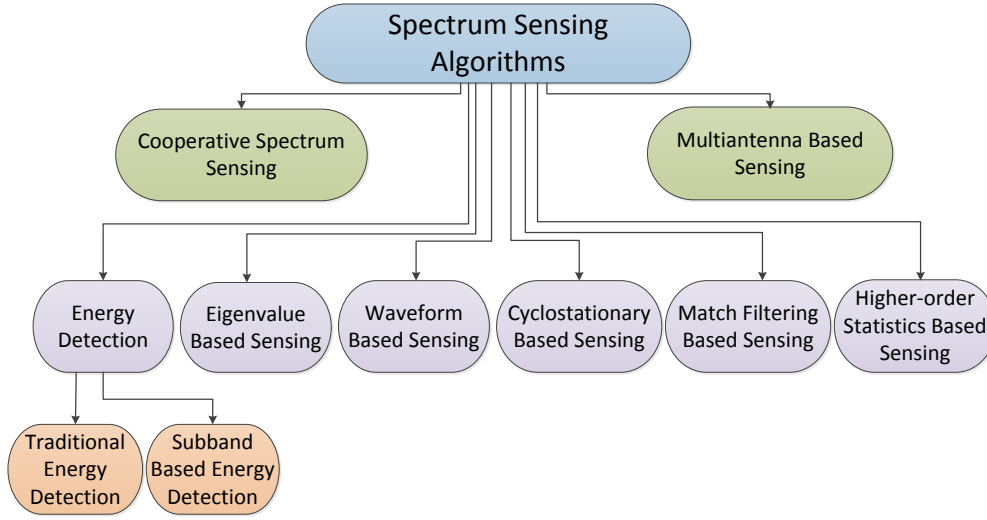 Spectrum Sensing
Algorithms
Cooperative Spectrum
Sensing
Multiantenna Based
Sensing
Energy
Detection
Eigenvalue
Based Sensing
Waveform
Based Sensing
Cyclostationary
Based Sensing
Match Filtering
Based Sensing
Higher-order
Statistics Based
Sensing
Traditional
Energy
Detection
Subband
Based Energy
Detection